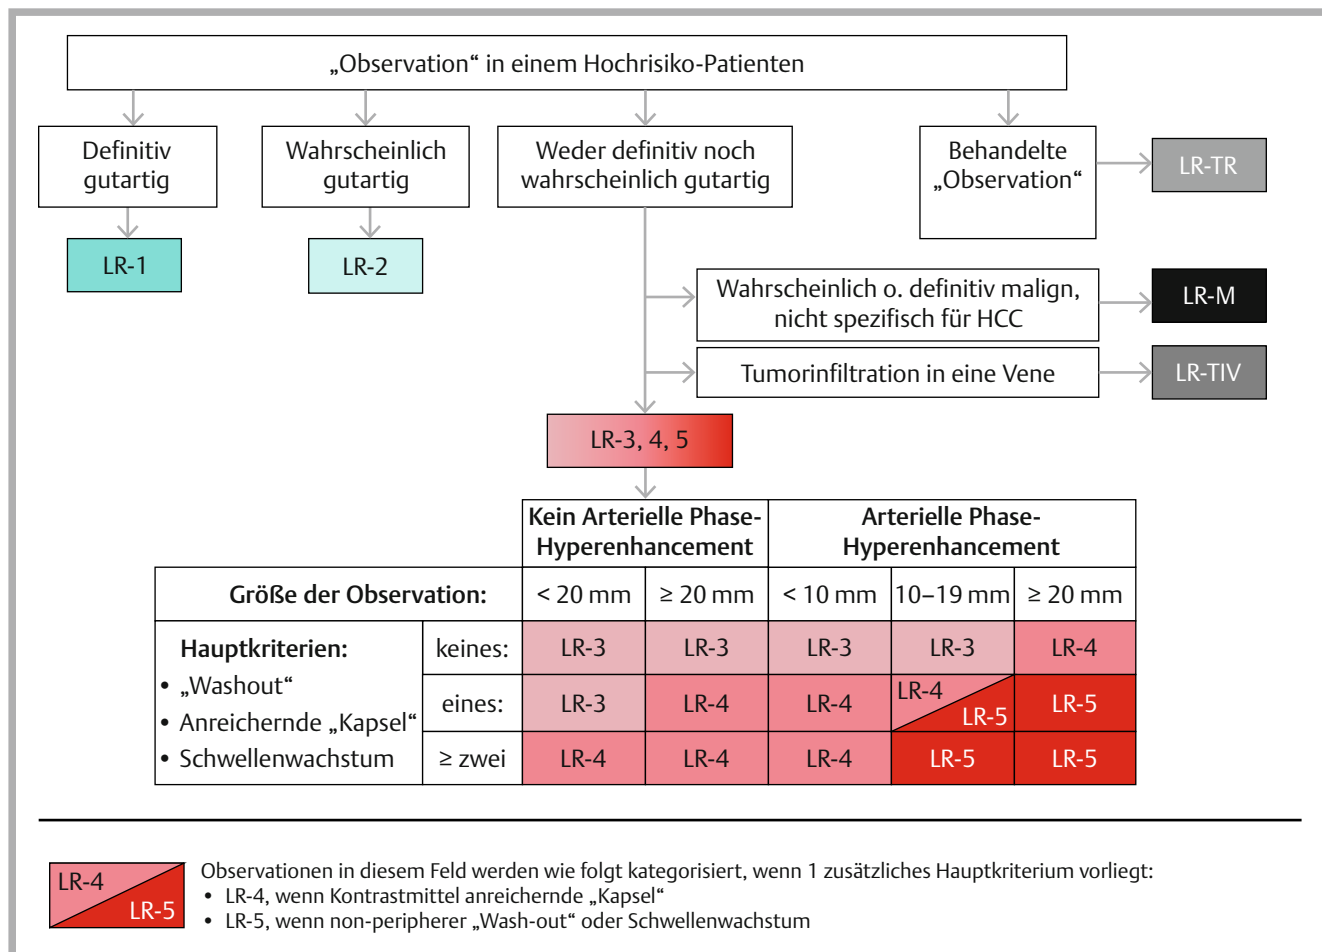 „Observation“ in einem Hochrisiko-Patienten
Definitiv
gutartig
Wahrscheinlich
gutartig
Weder definitiv noch
wahrscheinlich gutartig
Behandelte
„Observation“
LR-TR
LR-1
LR-2
Wahrscheinlich o. definitiv malign,
nicht spezifisch für HCC
LR-M
Tumorinfiltration in eine Vene
LR-TIV
LR-3, 4, 5
Kein Arterielle Phase-
Hyperenhancement
Arterielle Phase-
Hyperenhancement
Größe der Observation: < 20 mm ≥ 20 mm < 10 mm 10–19 mm ≥ 20 mm
Hauptkriterien:
• „Washout“
• Anreichernde „Kapsel“
• Schwellenwachstum
keines: LR-3 LR-3 LR-3 LR-3 LR-4
eines: LR-3 LR-4 LR-4 LR-4 LR-5 LR-5
≥ zwei LR-4 LR-4 LR-4 LR-5 LR-5
LR-4
LR-5
Observationen in diesem Feld werden wie folgt kategorisiert, wenn 1 zusätzliches Hauptkriterium vorliegt:
• LR-4, wenn Kontrastmittel anreichernde „Kapsel“
• LR-5, wenn non-peripherer „Wash-out“ oder Schwellenwachstum